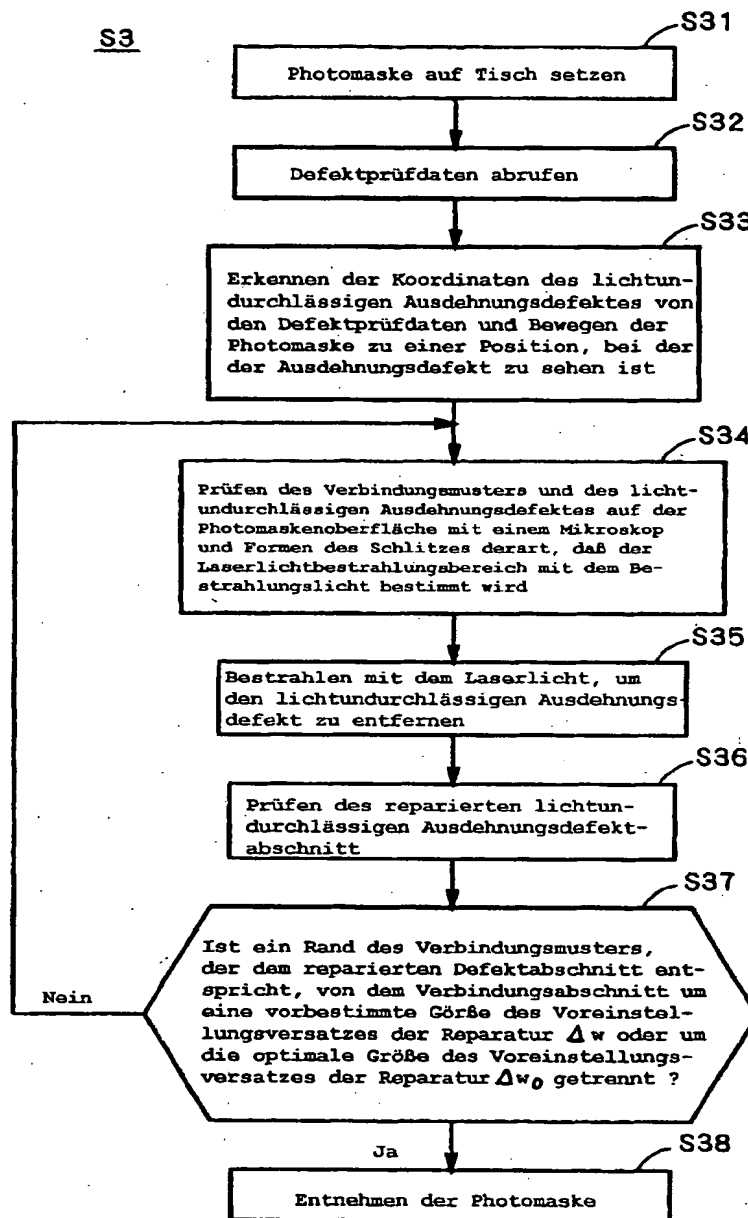 S3
S31
Photomaske auf Tisch setzen
S32
Defektprüfdaten abrufen
S33
Erkennen der Koordinaten des lichtun-
durchlässigen Ausdehnungsdefektes von
den Defektprüfdaten und Bewegen der
Photomaske zu einer Position, bei der
der Ausdehnungsdefekt zu sehen ist
S34
Prüfen des Verbindungsmusters und des licht-
undurchlässigen Ausdehnungsdefektes auf der
Photomaskenoberfläche mit einem Mikroskop
und Formen des Schlitzes derart, daß der
Laserlichtbestrahlungsbereich mit dem Be-
strahlungslicht bestimmt wird
S35
Bestrahlen mit dem Laserlicht, um
den lichtundurchlässigen Ausdehnungs-
defekt zu entfernen
S36
Prüfen des reparierten lichtun-
durchlässigen Ausdehnungsdefekt-
abschnitt
S37
Ist ein Rand des Verbindungsmusters,
der dem reparierten Defektabschnitt ent-
spricht, von dem Verbindungsabschnitt um
eine vorbestimmte Görße des Voreinstel-
lungsversatzes der Reparatur Δw oder um
die optimale Größe des Voreinstellungs-
versatzes der Reparatur Δw₀ getrennt ?
Nein
Ja
S38
Entnehmen der Photomaske